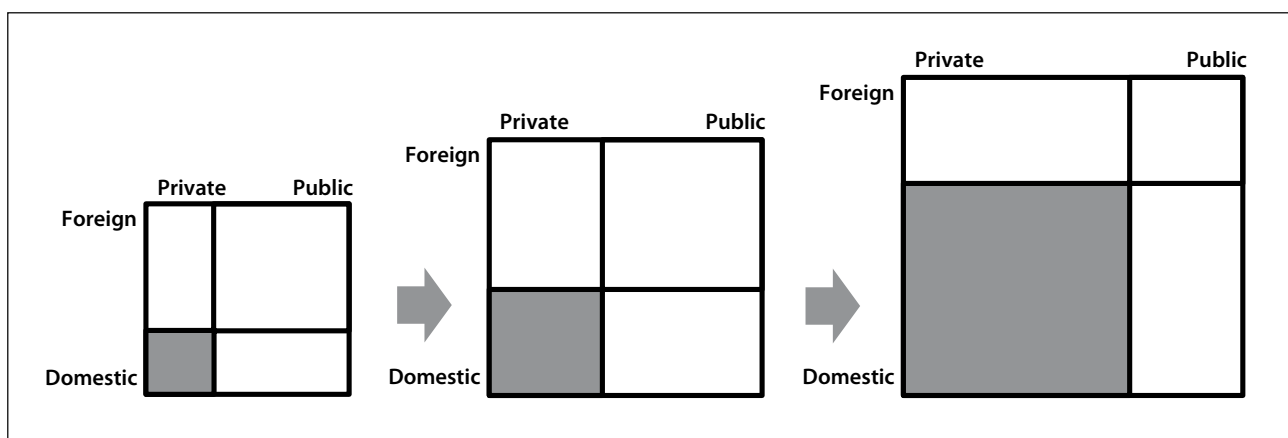 Private Public
Foreign
Domestic
Private Public
Foreign
Domestic
Private Public
Foreign
Domestic